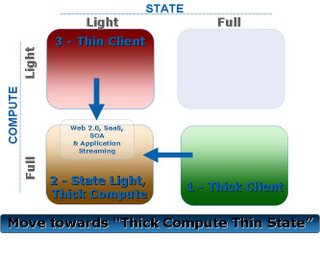 STATE
Light Full
COMPUTE
Light
Full
3 - Thin Client
Web 2.0, SaaS,
SOA
& Application
Streaming
2 - State Light,
Thick Compute
1 - Thick Client
Move towards “Thick Compute Thin State”